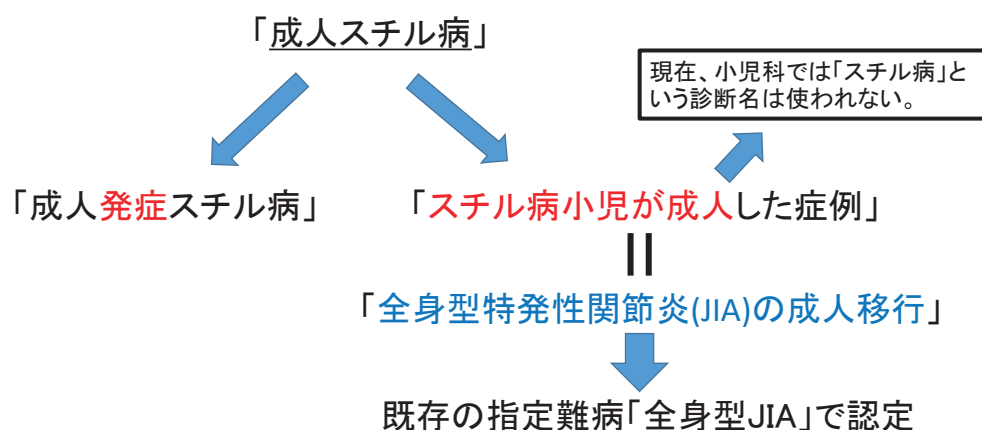 「成人スチル病」
現在、小児科では「スチル病」と
いう診断名は使われない。
「成人発症スチル病」
「スチル病小児が成人した症例」
「全身型特発性関節炎(JIA)の成人移行」
既存の指定難病「全身型JIA」で認定